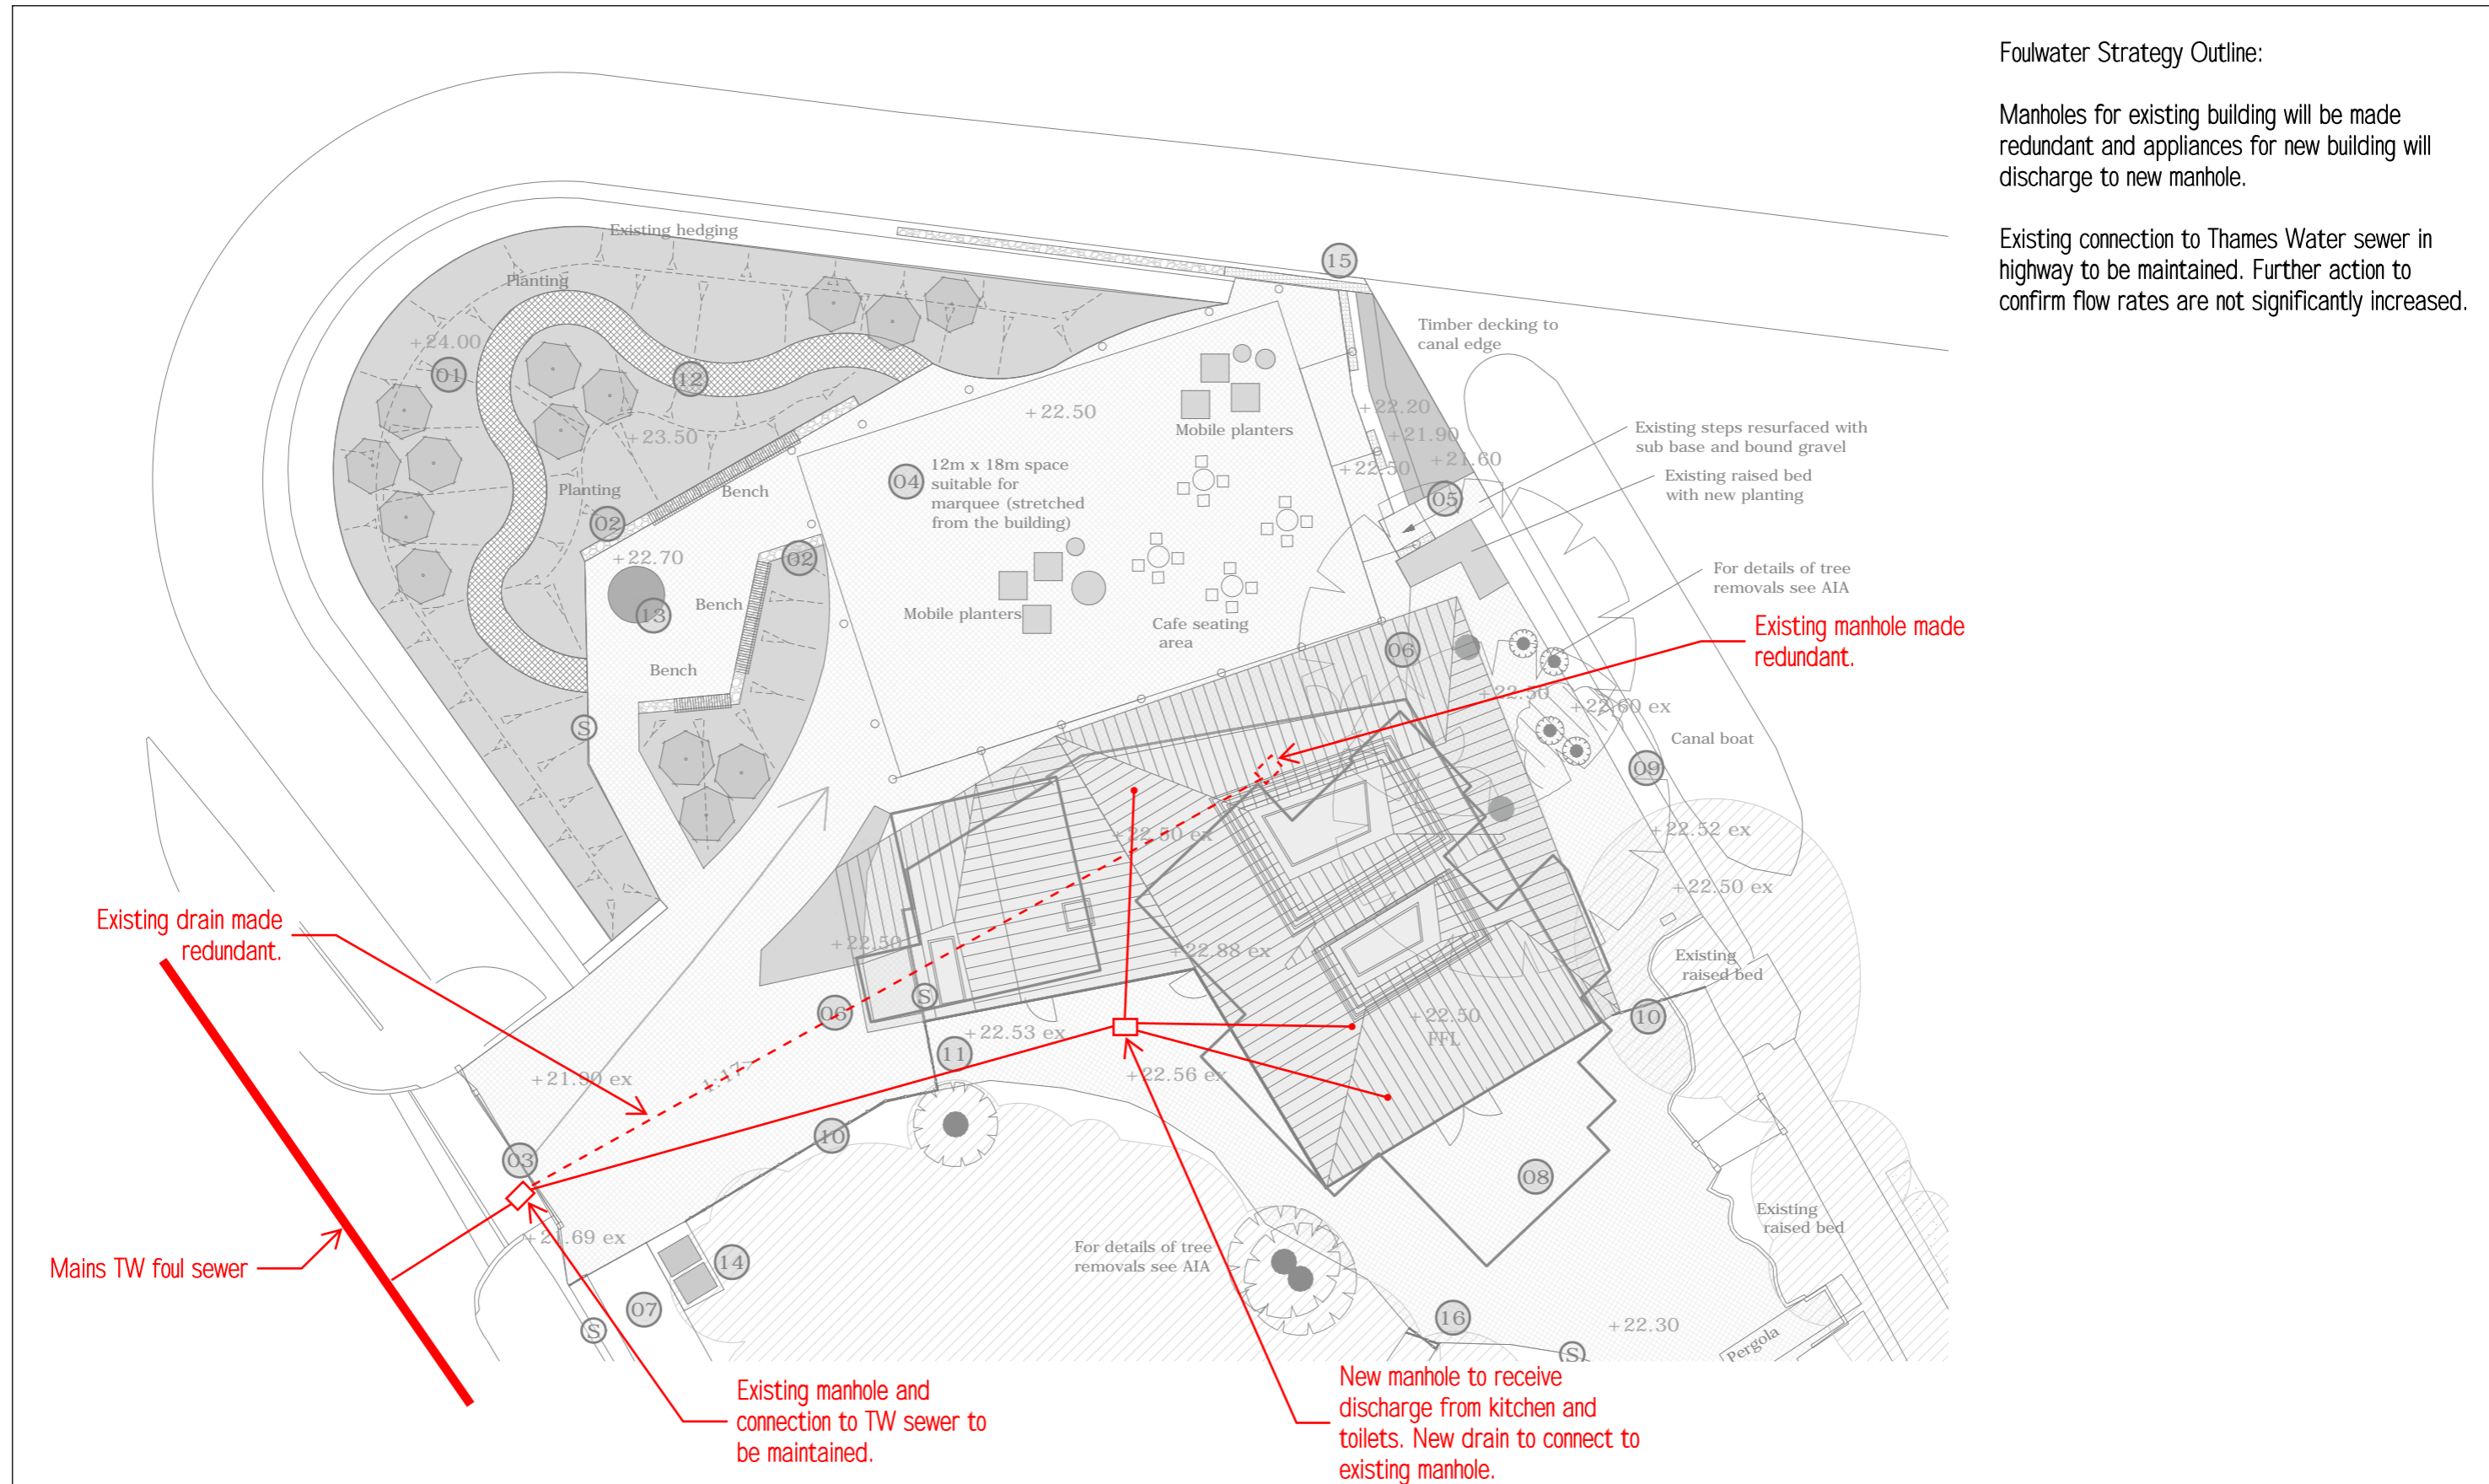 Foulwater Strategy Outline:
Manholes for existing building will be made
redundant and appliances for new building will
discharge to new manhole.
Existing connection to Thames Water sewer in
highway to be maintained. Further action to
confirm flow rates are not significantly increased.
Existing hedging
15
Planting
Timber decking to
canal edge
+24.00
01
12
+22.50
+22.20
Mobile planters
+21.90
Existing steps resurfaced with
sub base and bound gravel
+23.50
+22.50
+21.60
04
12m x 18m space
suitable for
marquee (stretched
from the building)
Existing raised bed
with new planting
Planting
Bench
05
02
02
+22.70
For details of tree
removals see AIA
13
Bench
Mobile planters
Cafe seating
area
Existing manhole made
redundant.
06
Bench
+22.50
+22.60 ex
S
Canal boat
09
+22.50 ex
+22.52 ex
+22.50 ex
Existing drain made
redundant.
+22.50
+22.88 ex
Existing
raised bed
S
06
+22.50
FFL
10
+22.53 ex
11
+21.90 ex
1:17>
+22.56 ex
10
03
08
Existing
raised bed
+21.69 ex
14
For details of tree
removals see AIA
Mains TW foul sewer
07
S
16
+22.30
S
Pergola
Existing manhole and
connection to TW sewer to
be maintained.
New manhole to receive
discharge from kitchen and
toilets. New drain to connect to
existing manhole.